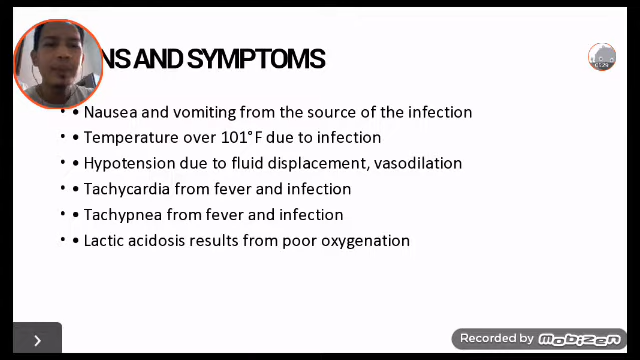 NS AND SYMPTOMS
• • Nausea and vomiting from the source of the infection
• • Temperature over 101°F due to infection
• • Hypotension due to fluid displacement, vasodilation
• • Tachycardia from fever and infection
• • Tachypnea from fever and infection
• • Lactic acidosis results from poor oxygenation
Recorded by MOBIZEN